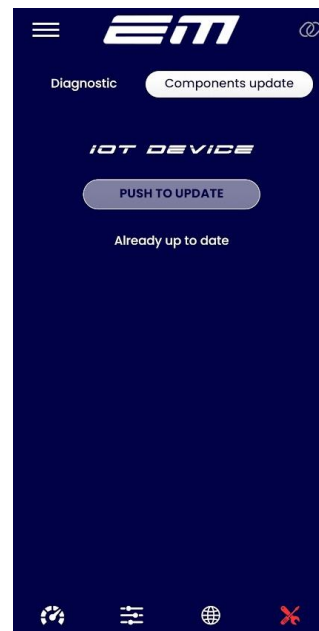 EM
Diagnostic
Components update
IOT DEVICE
PUSH TO UPDATE
Already up to date